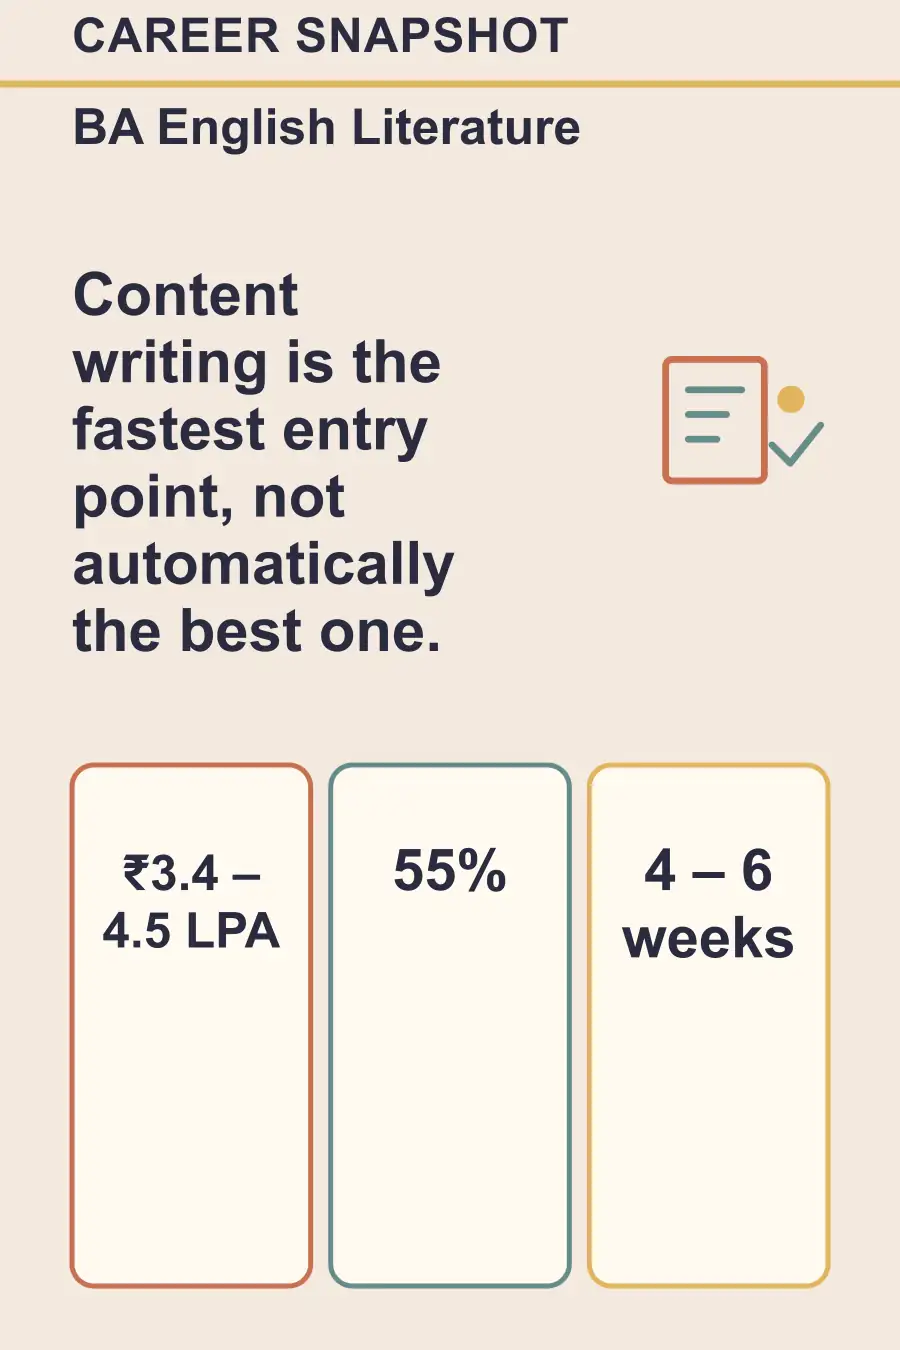 CAREER SNAPSHOT
BA English Literature
Content
writing is the
fastest entry
point, not
automatically
the best one.
₹3.4 –
4.5 LPA
55%
4 – 6
weeks